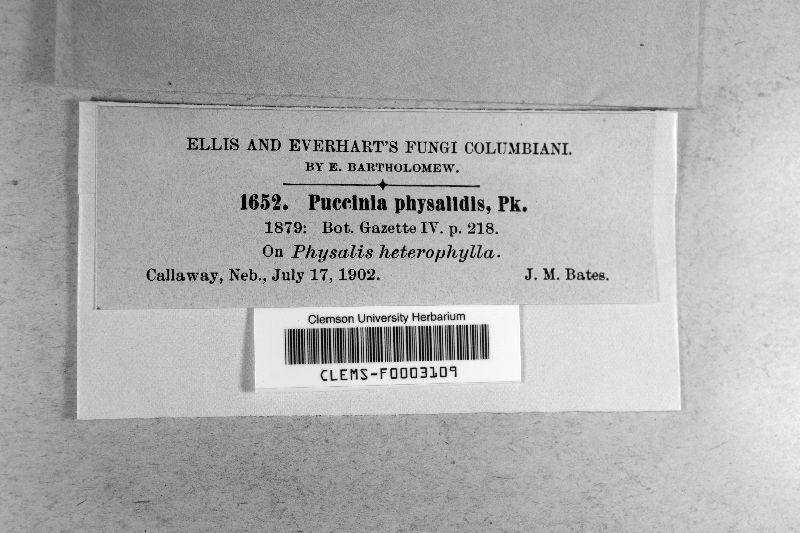 ELLIS AND EVERHART'S FUNGI COLUMBIANI.
BY E. BARTHOLOMEW.
1652. Puccinia physalidis, Pk.
1879: Bot. Gazette IV. p. 218.
On Physalis heterophylla.
Callaway, Neb., July 17, 1902. J. M. Bates.
Clemson University Herbarium
CLEMS-F0003109